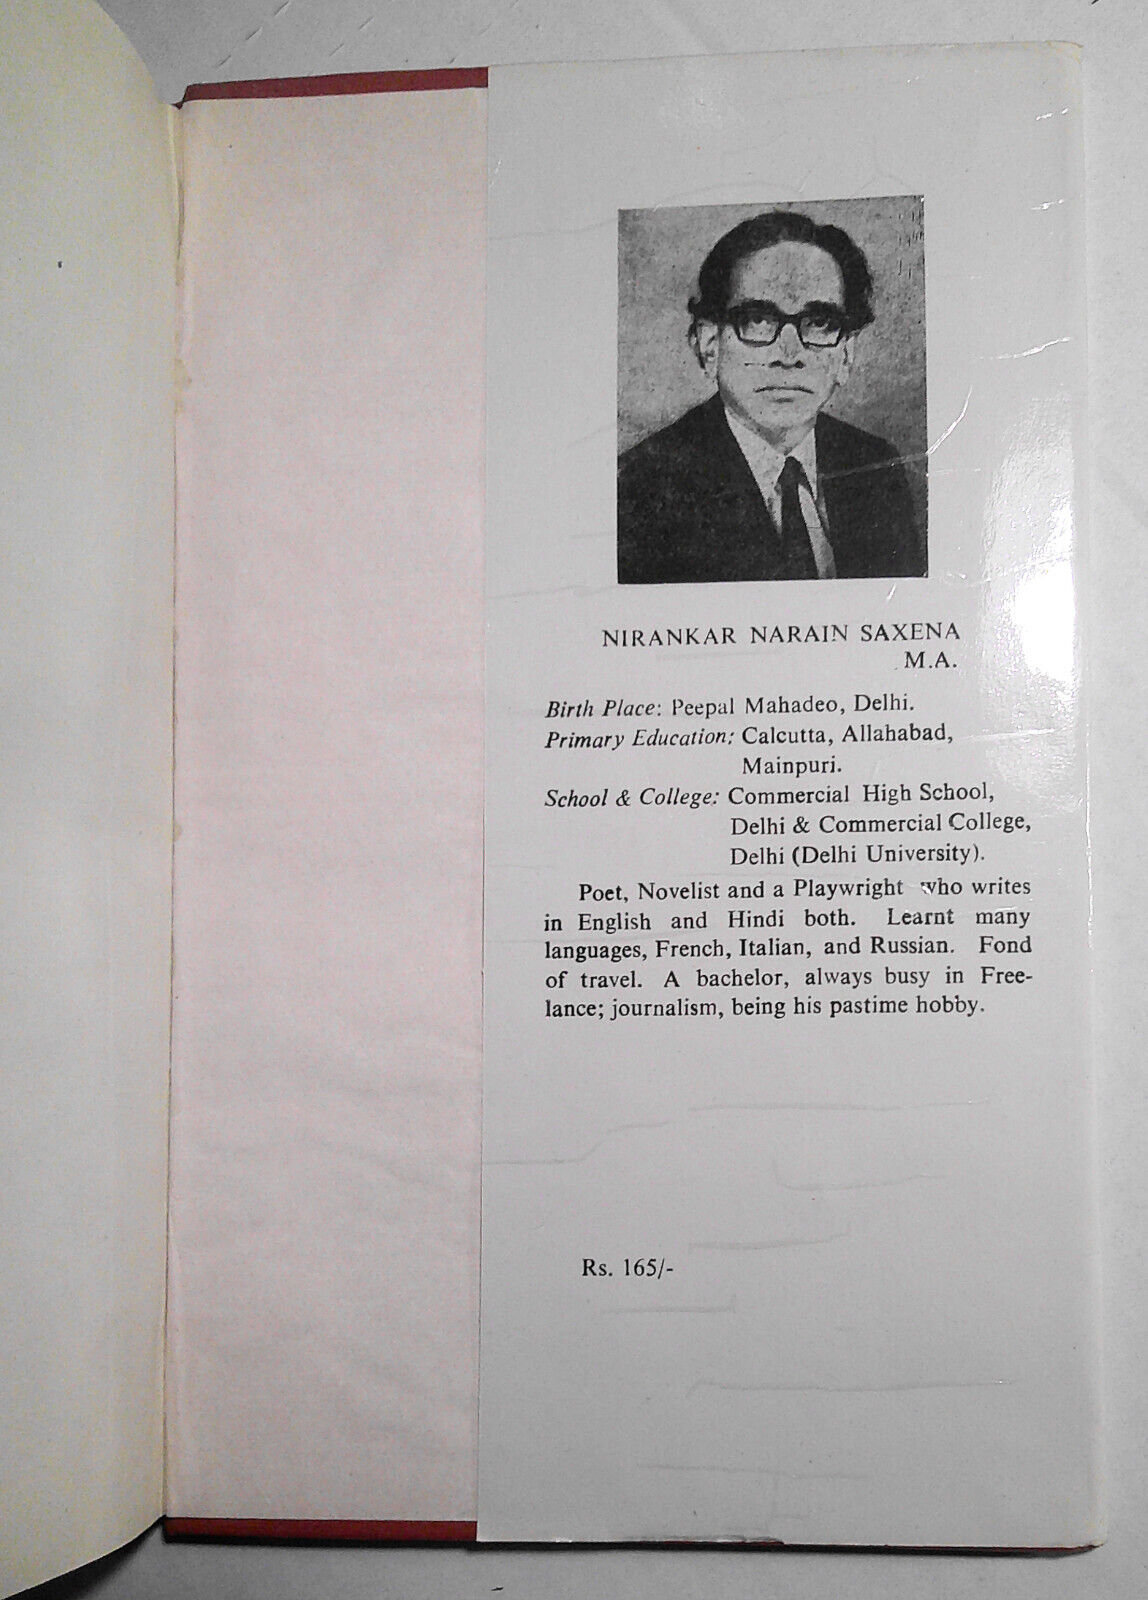 NIRANKAR NARAIN SAXENA
M.A.
Birth Place: Peepal Mahadeo, Delhi.
Primary Education: Calcutta, Allahabad,
Mainpuri.
School & College: Commercial High School,
Delhi & Commercial College,
Delhi (Delhi University).
Poet, Novelist and a Playwright who writes
in English and Hindi both. Learnt many
languages, French, Italian, and Russian. Fond
of travel. A bachelor, always busy in Free-
lance; journalism, being his pastime hobby.
Rs. 165/-